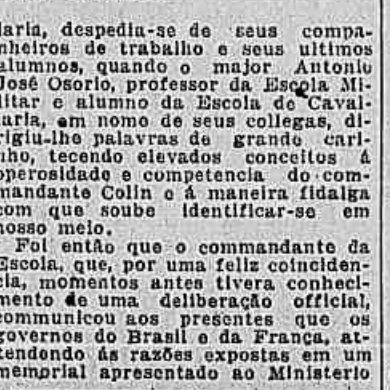 laria, despedia-se de seus compa-
nheiros de trabalho e seus ultimos
alumnos, quando o major Antonio
José Osorio, professor da Escola Mi-
litar e alumno da Escola de Caval-
laria, em nome de seus collegas, di-
rigiu-lhe palavras de grande cari-
nho, tecendo elevados conceitos á
operosidade e competencia do com-
mandante Colin e á maneira fidalga
com que soube identificar-se em
nosso meio.
Foi então que o commandante da
Escola, que, por uma feliz coinciden-
cia, momentos antes tivera conheci-
mento de uma deliberação official,
communicou aos presentes que os
governos do Brasil e da França, at-
tendendo ás razões expostas em um
memorial apresentado ao Ministerio